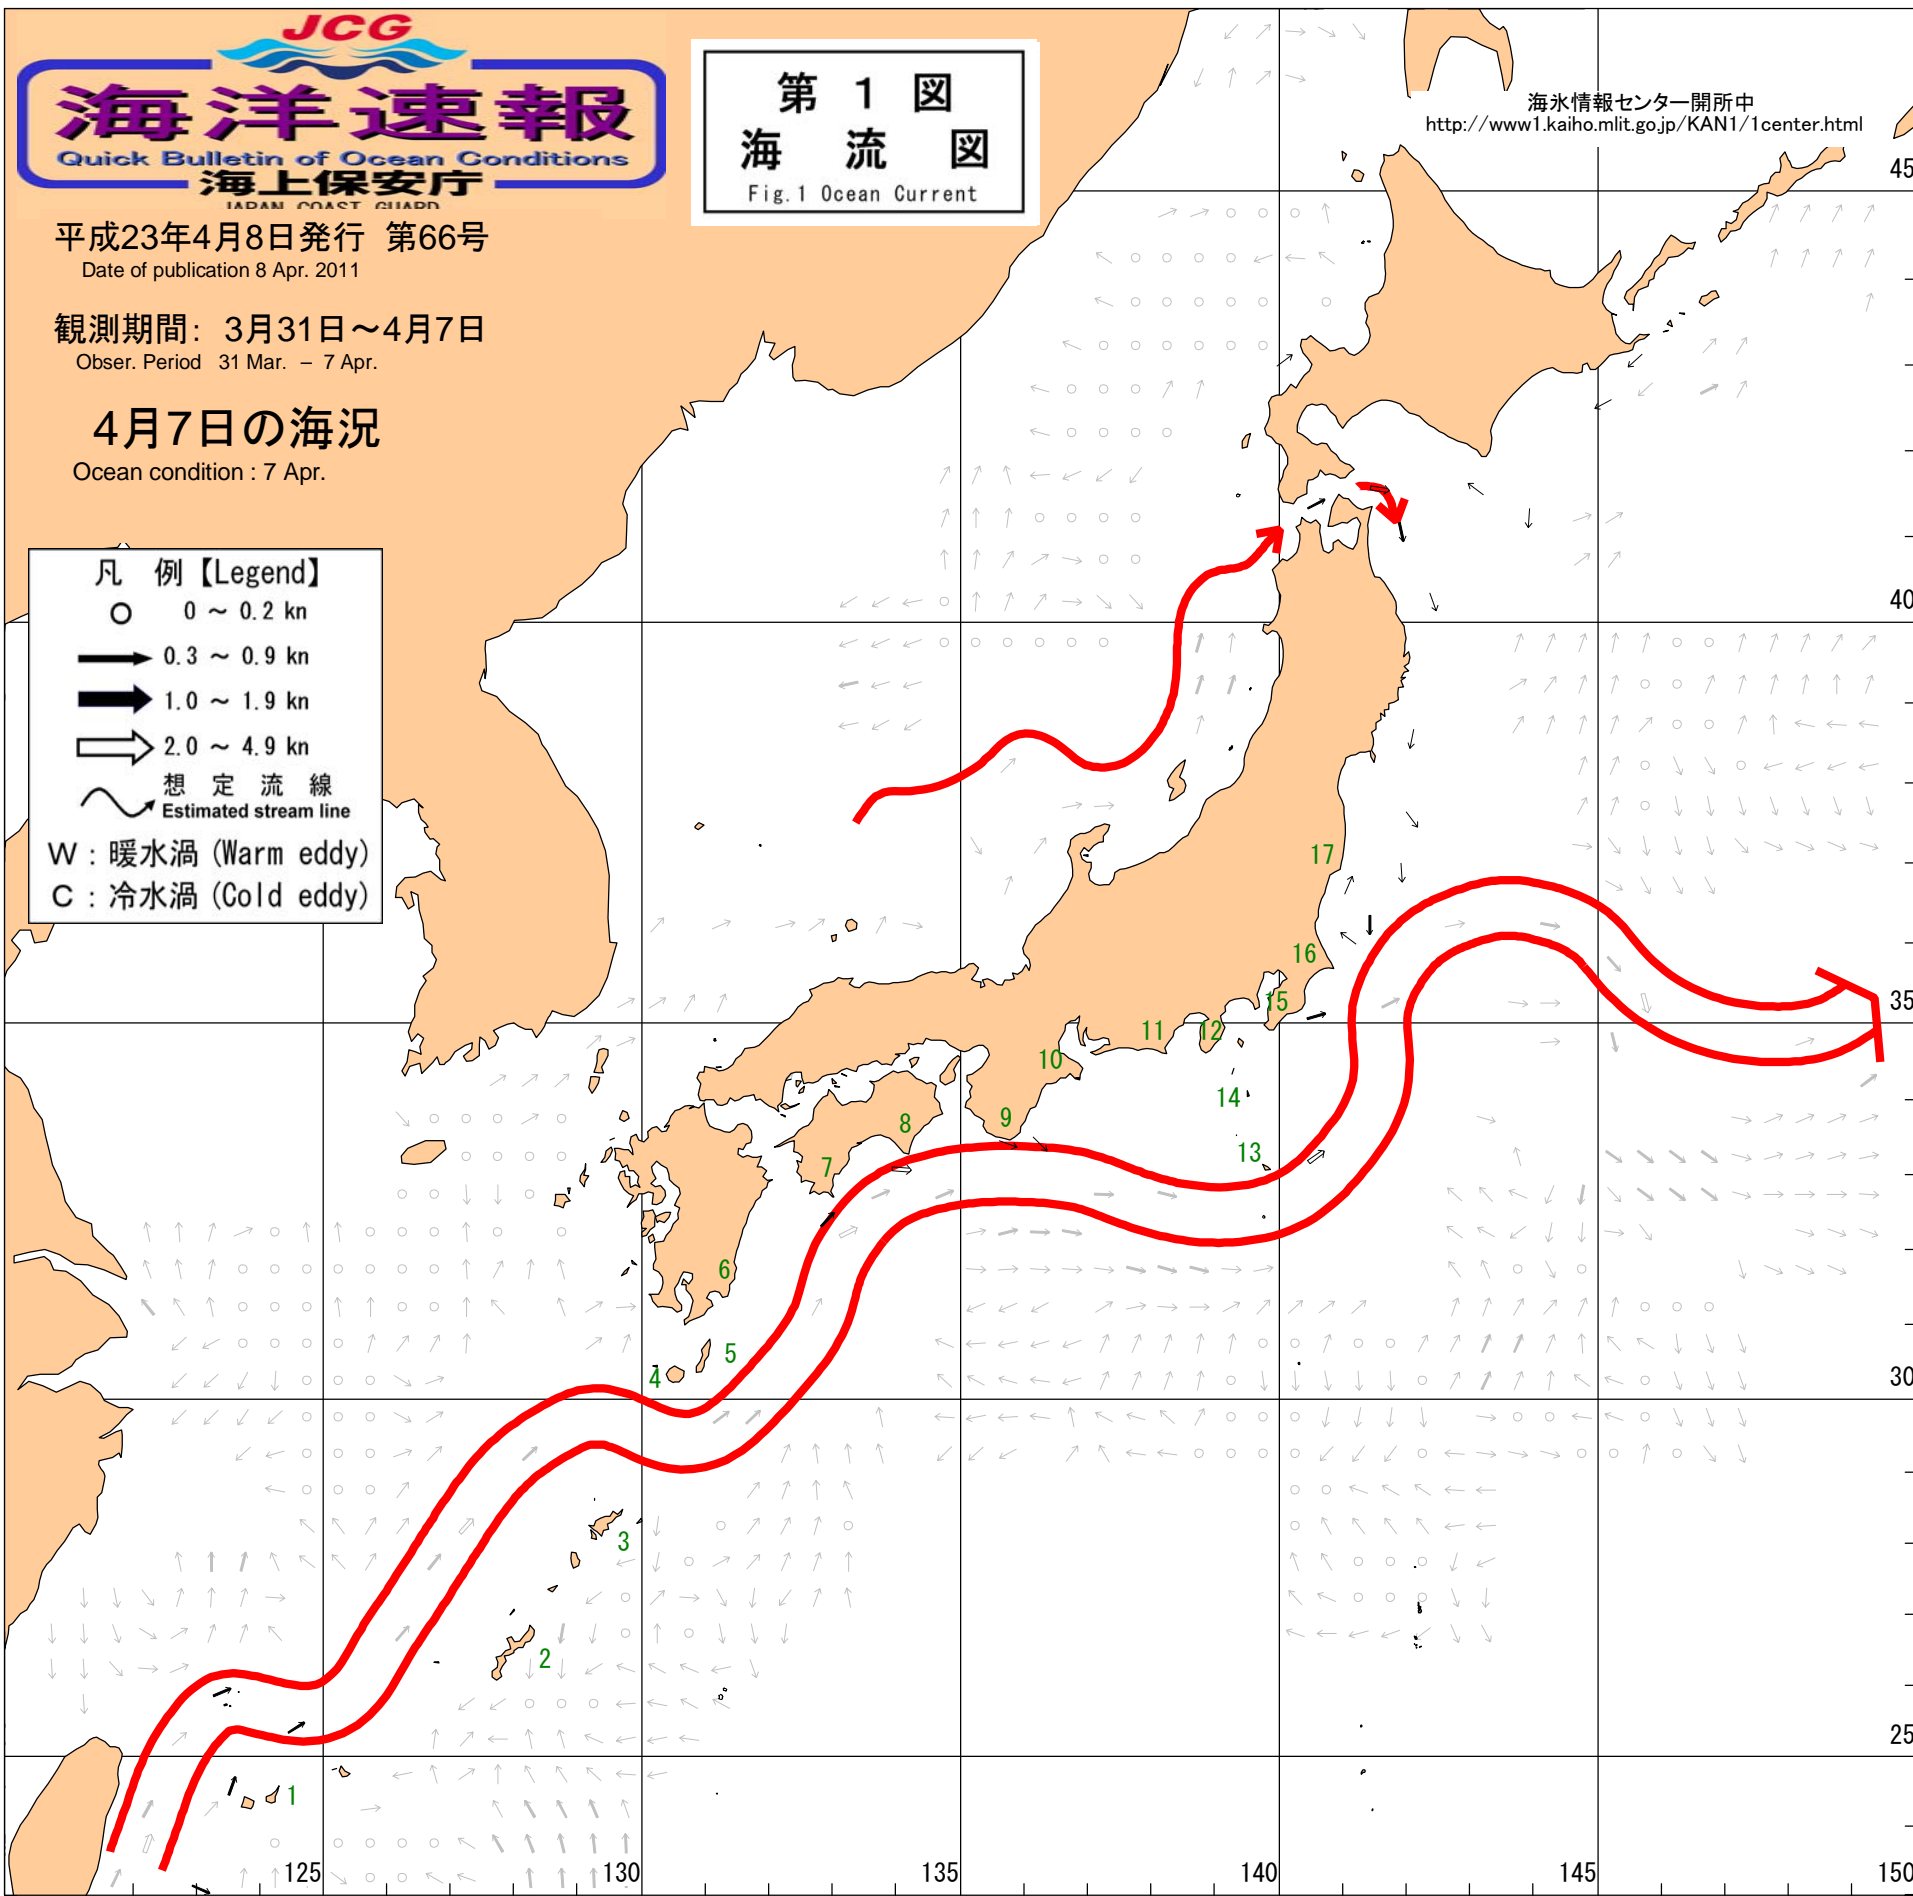 JCG
海洋速報
Quick Bulletin of Ocean Conditions
海上保安庁
JAPAN COAST GUARD
平成23年4月8日発行 第66号
Date of publication 8 Apr. 2011
観測期間: 3月31日～4月7日
Obser. Period 31 Mar. – 7 Apr.
4月7日の海況
Ocean condition : 7 Apr.
第 1 図
海 流 図
Fig.1 Ocean Current
海氷情報センター開所中
http://www1.kaiho.mlit.go.jp/KAN1/1center.html
凡 例【Legend】
0 ～ 0.2 kn
0.3 ～ 0.9 kn
1.0 ～ 1.9 kn
2.0 ～ 4.9 kn
想 定 流 線
Estimated stream line
W : 暖水渦 (Warm eddy)
C : 冷水渦 (Cold eddy)
45
40
17
16
35
15
12
11
10
14
9
8
13
7
6
5
4
30
3
2
25
1
125
130
135
140
145
150